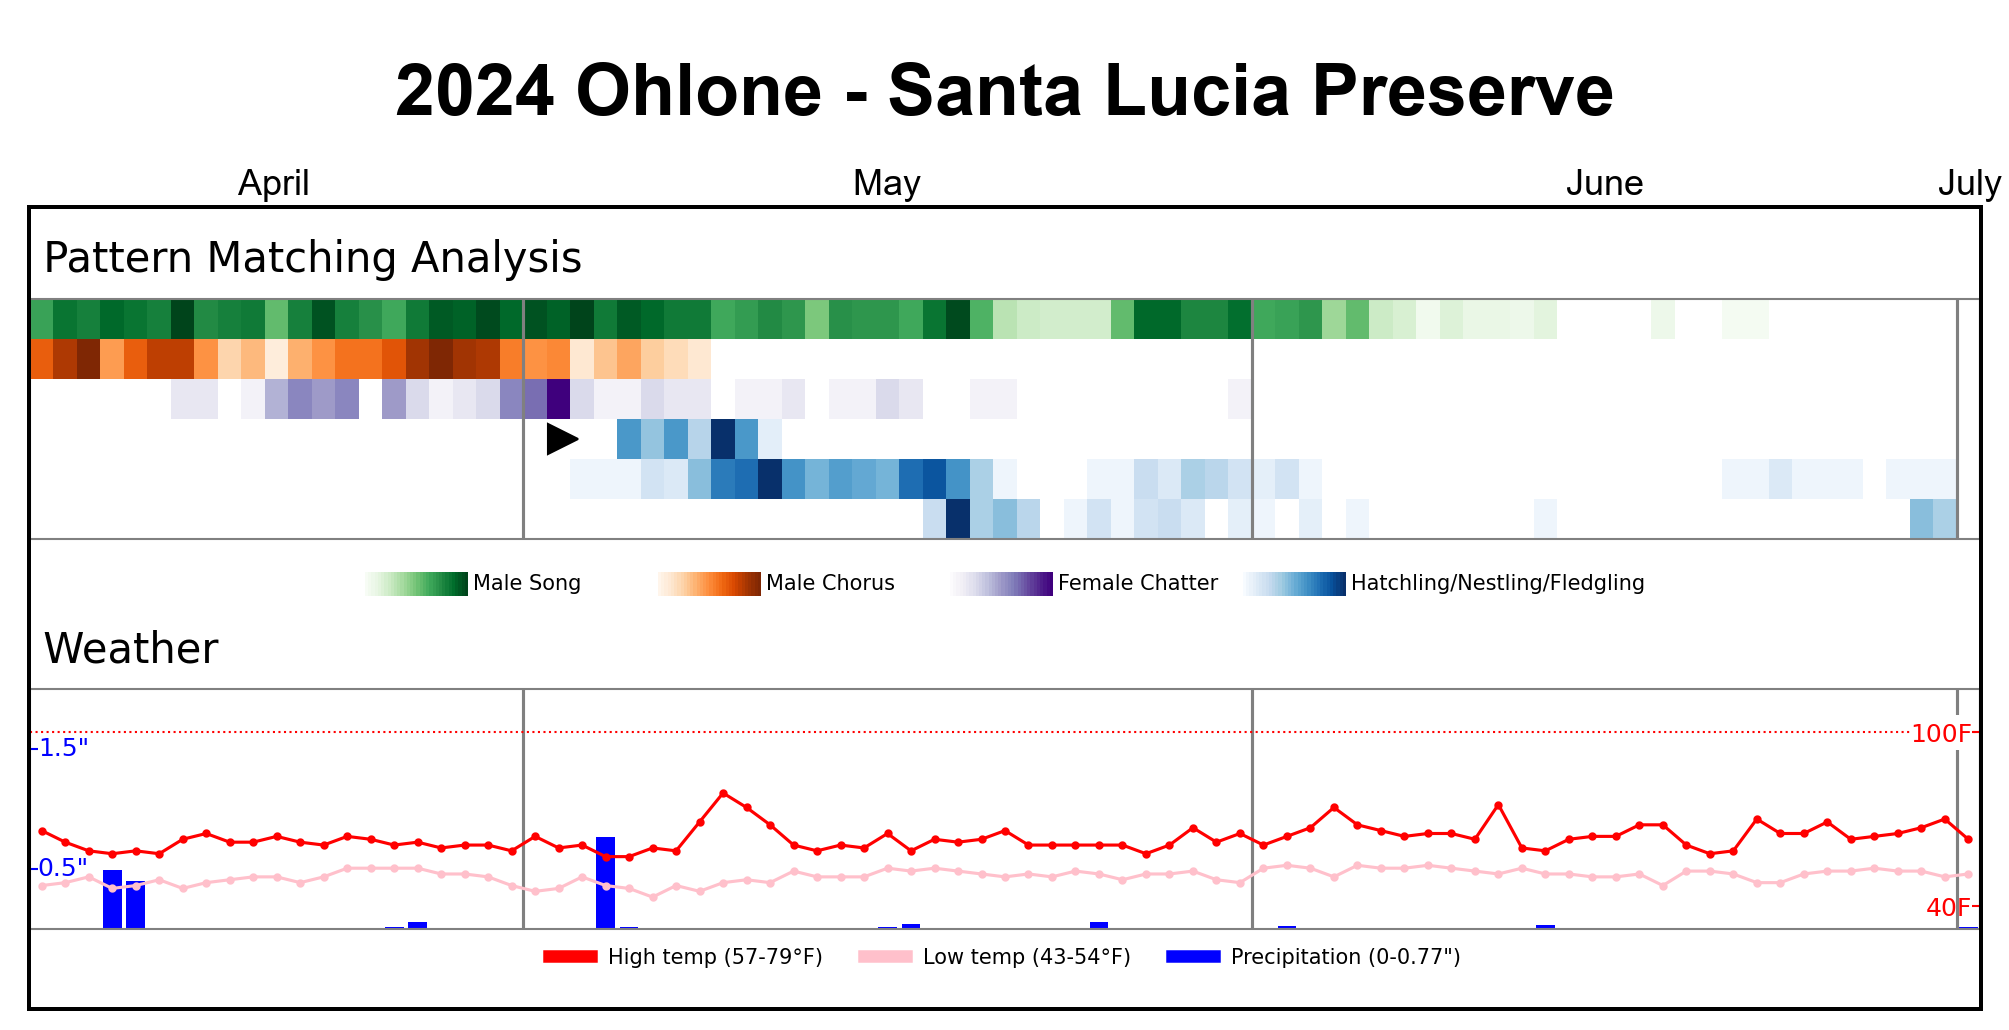 2024 Ohlone - Santa Lucia Preserve
April May June July
Pattern Matching Analysis
Male Song Male Chorus Female Chatter Hatchling/Nestling/Fledgling
Weather
100F
1.5"
0.5"
40F
High temp (57-79°F) Low temp (43-54°F) Precipitation (0-0.77")